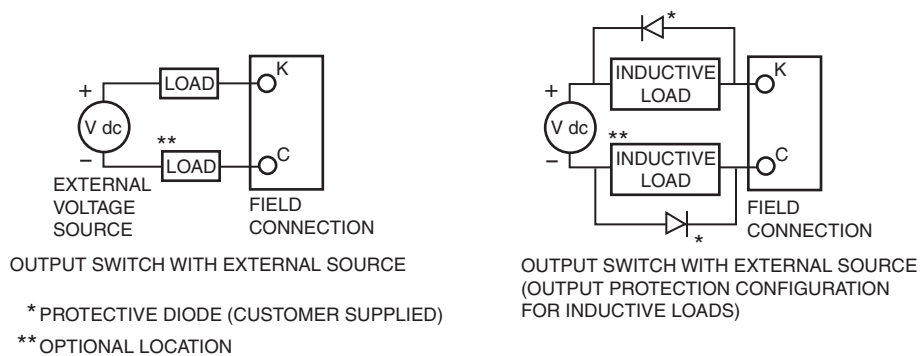 LOAD
K
+
V dc
**
−
LOAD
C
EXTERNAL
VOLTAGE
SOURCE
FIELD
CONNECTION
OUTPUT SWITCH WITH EXTERNAL SOURCE
* PROTECTIVE DIODE (CUSTOMER SUPPLIED)
** OPTIONAL LOCATION
*
INDUCTIVE
LOAD
K
+
V dc
**
−
INDUCTIVE
LOAD
C
*
FIELD
CONNECTION
OUTPUT SWITCH WITH EXTERNAL SOURCE
(OUTPUT PROTECTION CONFIGURATION
FOR INDUCTIVE LOADS)